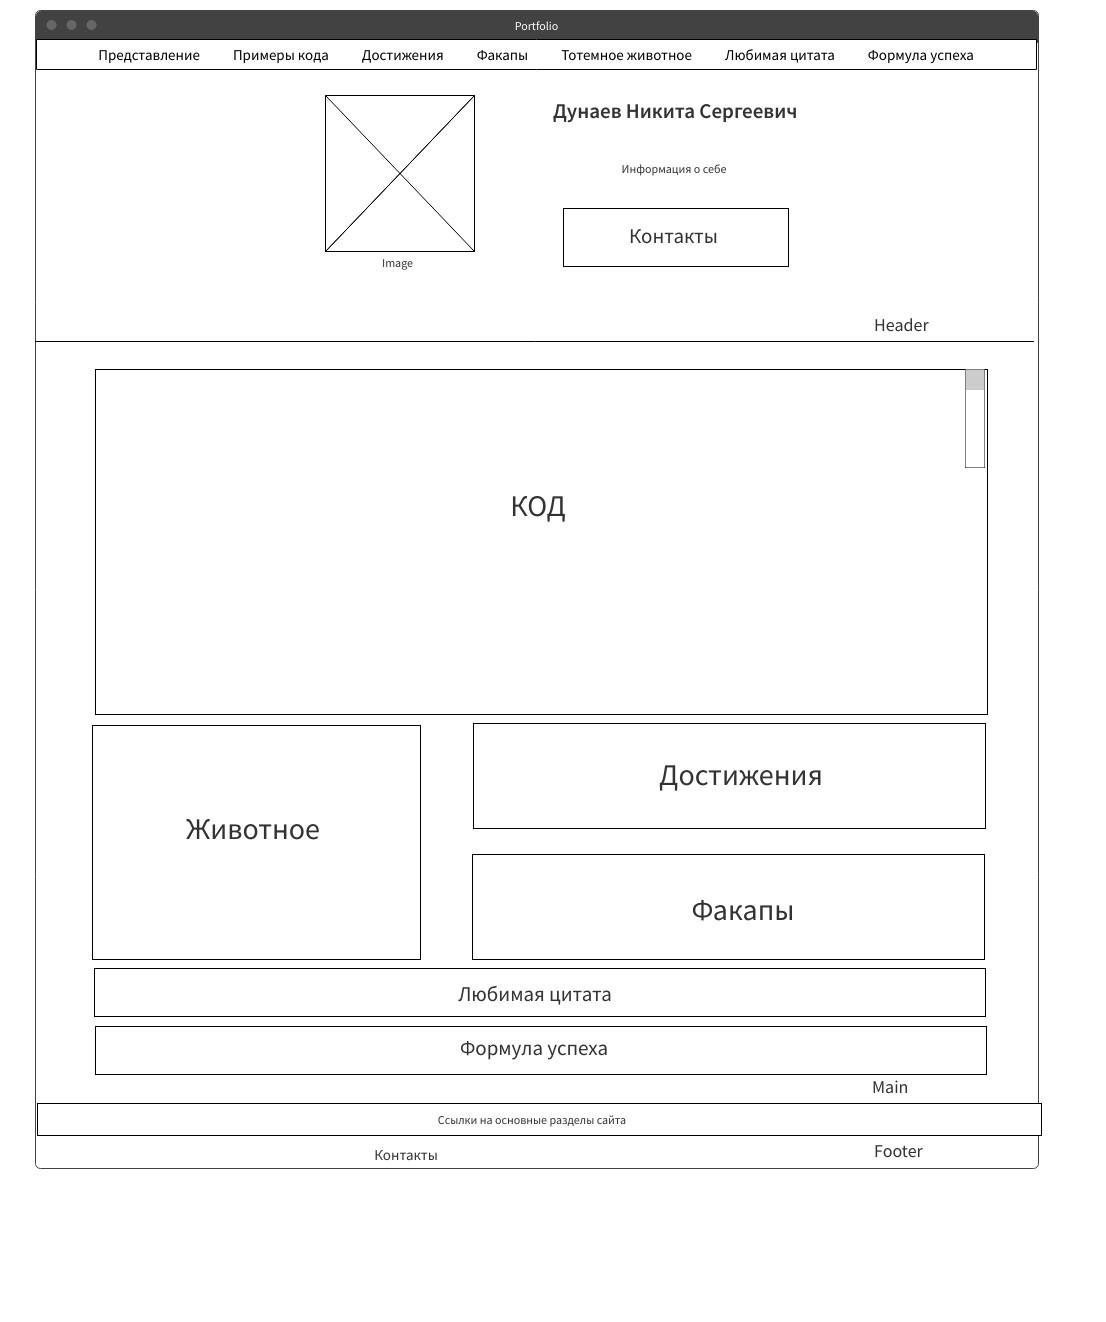 Portfolio
Представление Примеры кода Достижения Факапы Тотемное животное Любимая цитата Формула успеха
Дунаев Никита Сергеевич
Информация о себе
Контакты
Image
Header
КОД
Животное
Достижения
Факапы
Любимая цитата
Формула успеха
Main
Ссылки на основные разделы сайта
Контакты
Footer